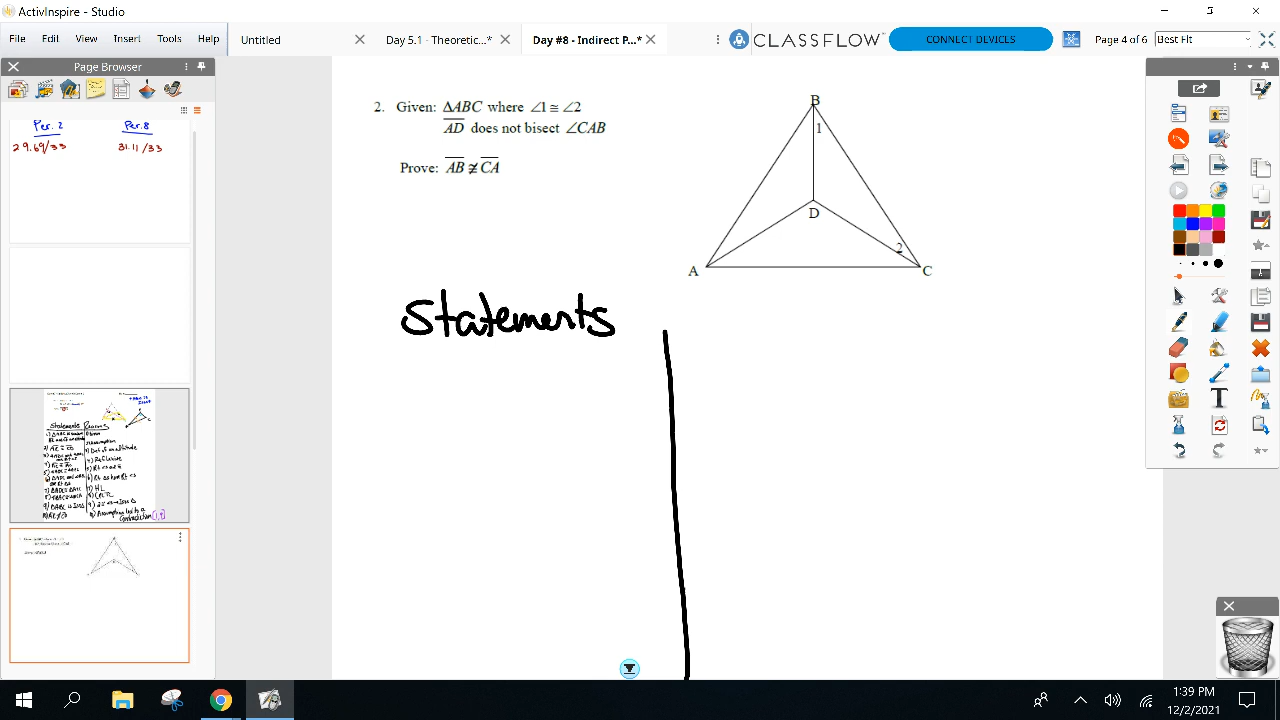 ActivInspire - Studio
File Edit View Insert Tools Help
Untitled
Day 5.1 - Theoretic...*
Day #8 - Indirect P...*
CLASSFLOW
CONNECT DEVICES
Page 4 of 6
Best Fit
Page Browser
Per. 2 Per. 8
29.69/33 31.11/33
Statements Reasons
2. Given: ΔABC where ∠1 ≅ ∠2
AD does not bisect ∠CAB
Prove: AB ≇ CA
B
1
D
2
A
C
Statements
T
1:39 PM
12/2/2021